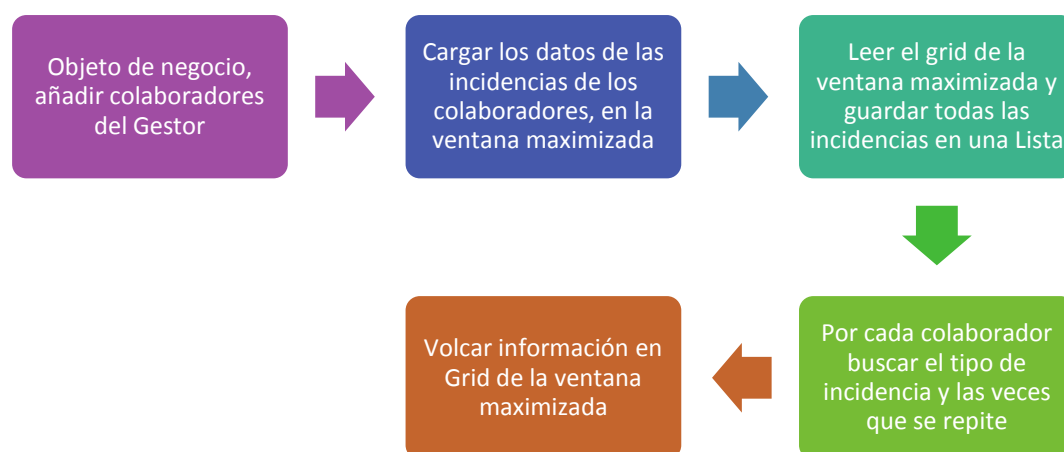 Objeto de negocio,
añadir colaboradores
del Gestor
Cargar los datos de las
incidencias de los
colaboradores, en la
ventana maximizada
Leer el grid de la
ventana maximizada y
guardar todas las
incidencias en una Lista
Por cada colaborador
buscar el tipo de
incidencia y las veces
que se repite
Volcar información en
Grid de la ventana
maximizada